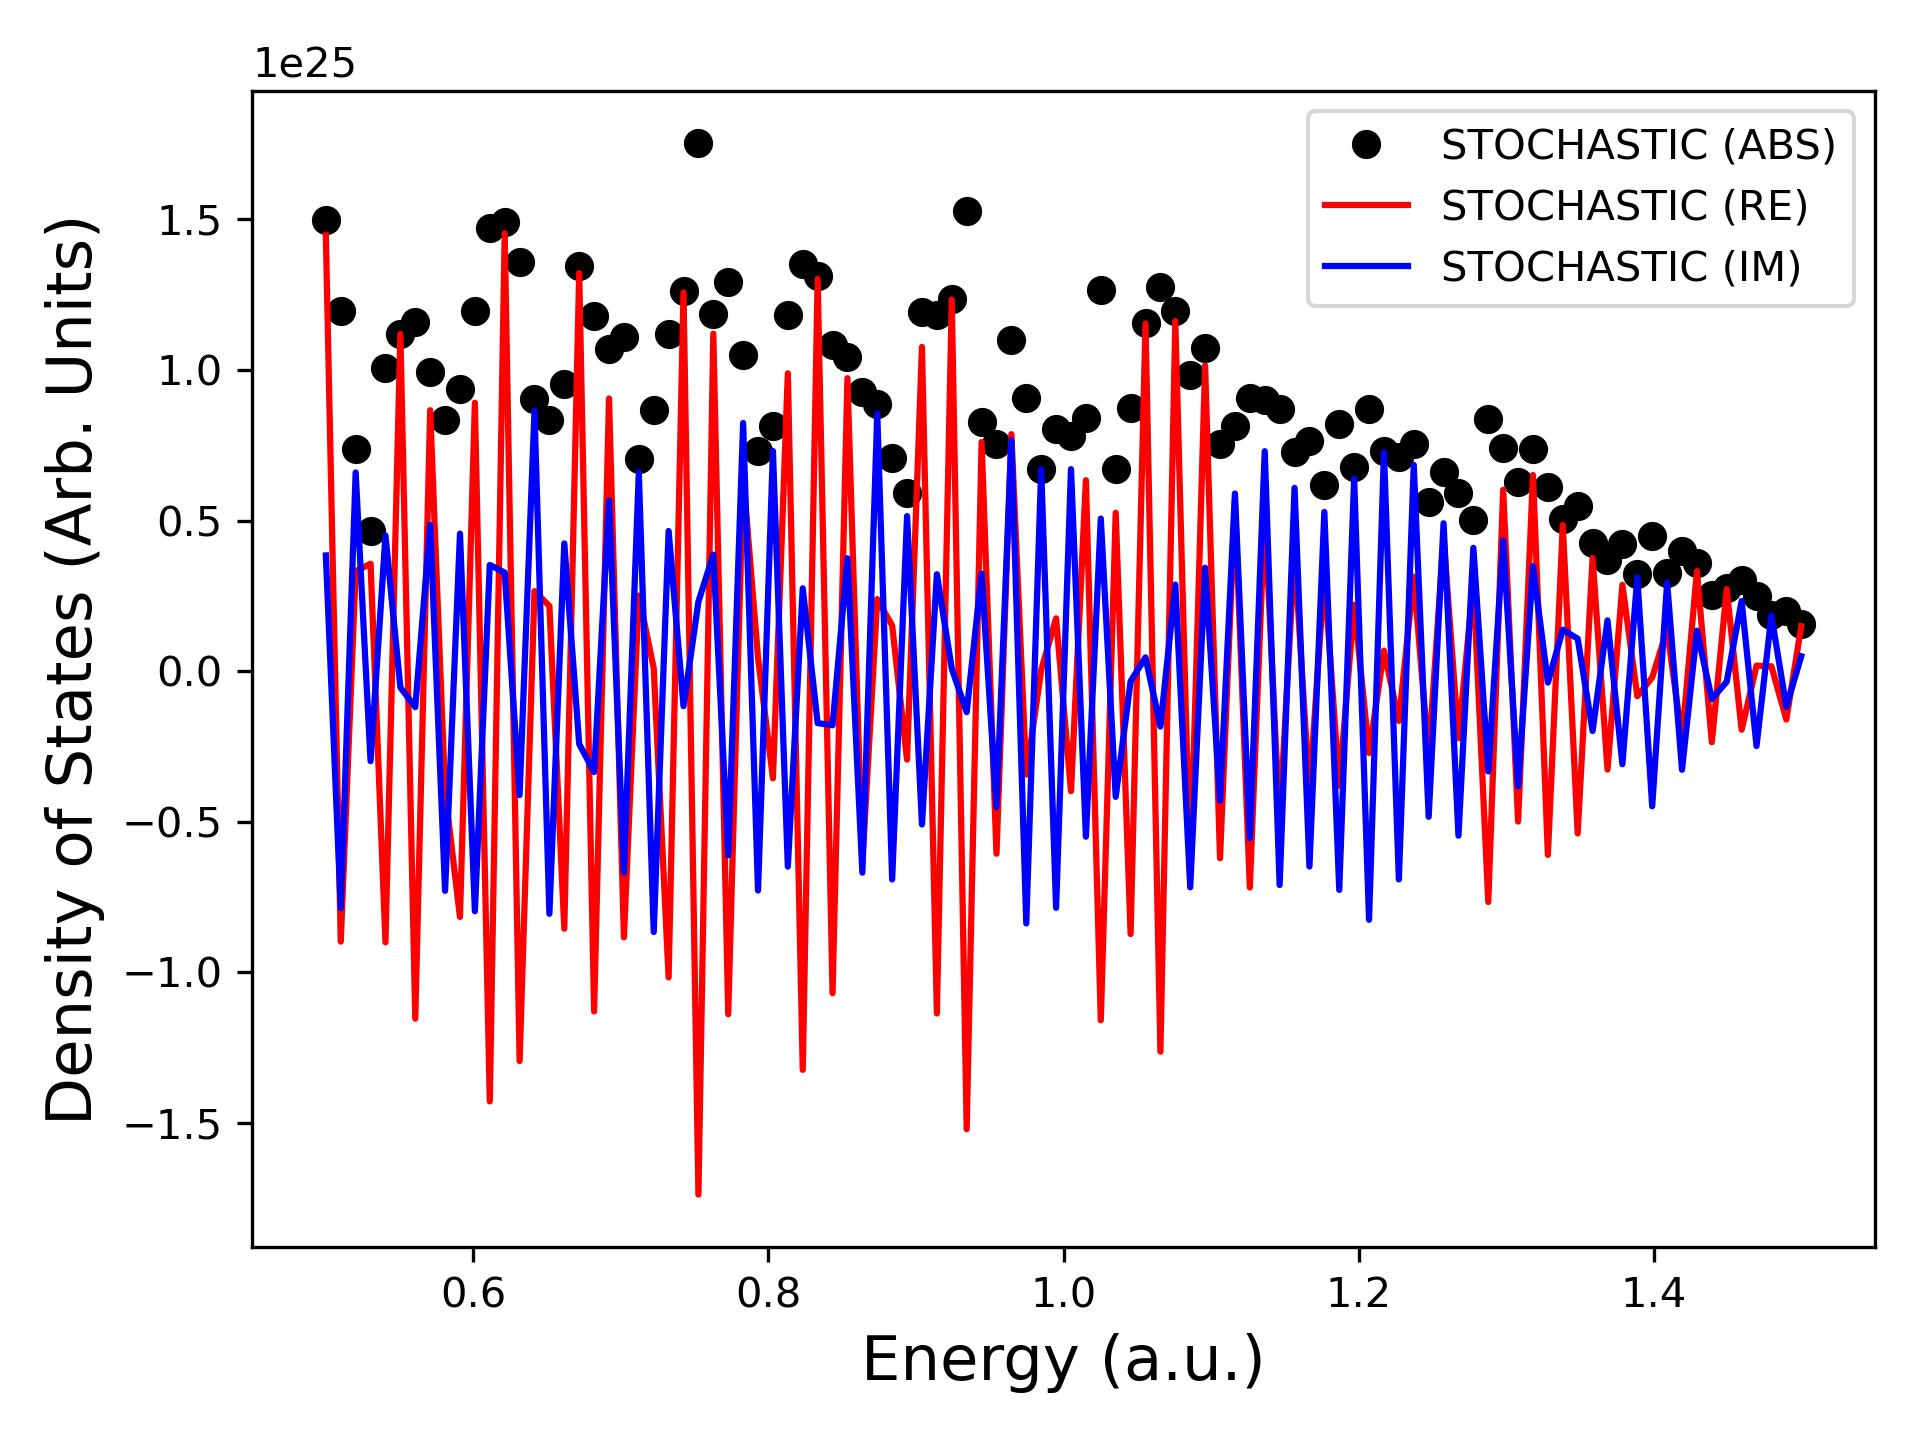 1e25
STOCHASTIC (ABS)
STOCHASTIC (RE)
STOCHASTIC (IM)
Density of States (Arb. Units)
1.5
1.0
0.5
0.0
−0.5
−1.0
−1.5
0.6
0.8
1.0
1.2
1.4
Energy (a.u.)